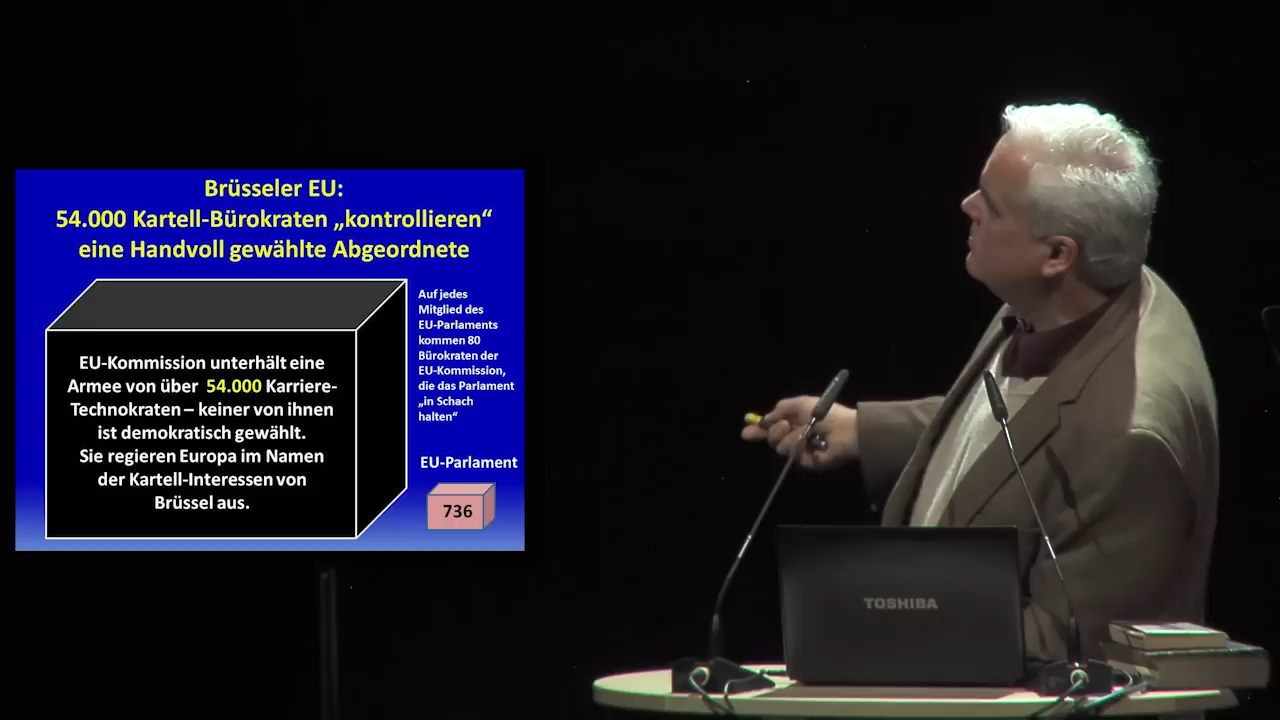 Brüsseler EU:
54.000 Kartell-Bürokraten „kontrollieren“
eine Handvoll gewählte Abgeordnete
EU-Kommission unterhält eine
Armee von über 54.000 Karriere-
Technokraten – keiner von ihnen
ist demokratisch gewählt.
Sie regieren Europa im Namen
der Kartell-Interessen von
Brüssel aus.
Auf jedes
Mitglied des
EU-Parlaments
kommen 80
Bürokraten der
EU-Kommission,
die das Parlament
„in Schach
halten“
EU-Parlament
736
TOSHIBA